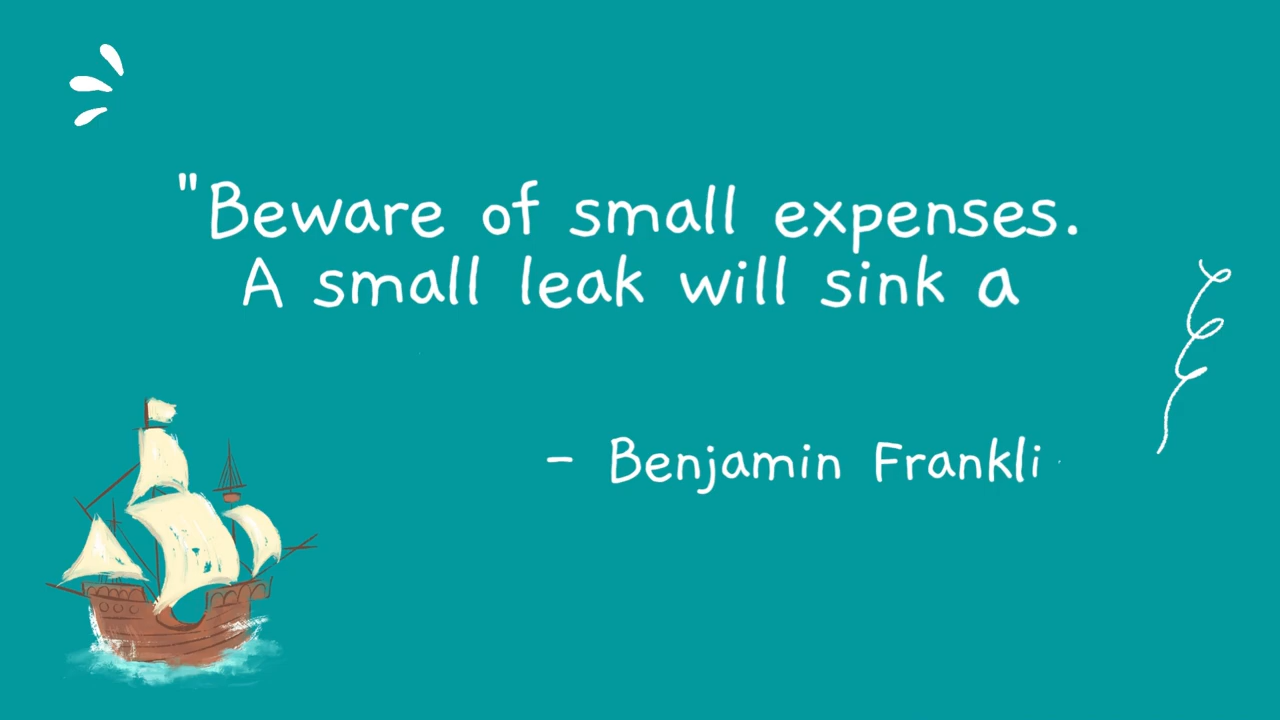 "Beware of small expenses.
A small leak will sink a
- Benjamin Frankli